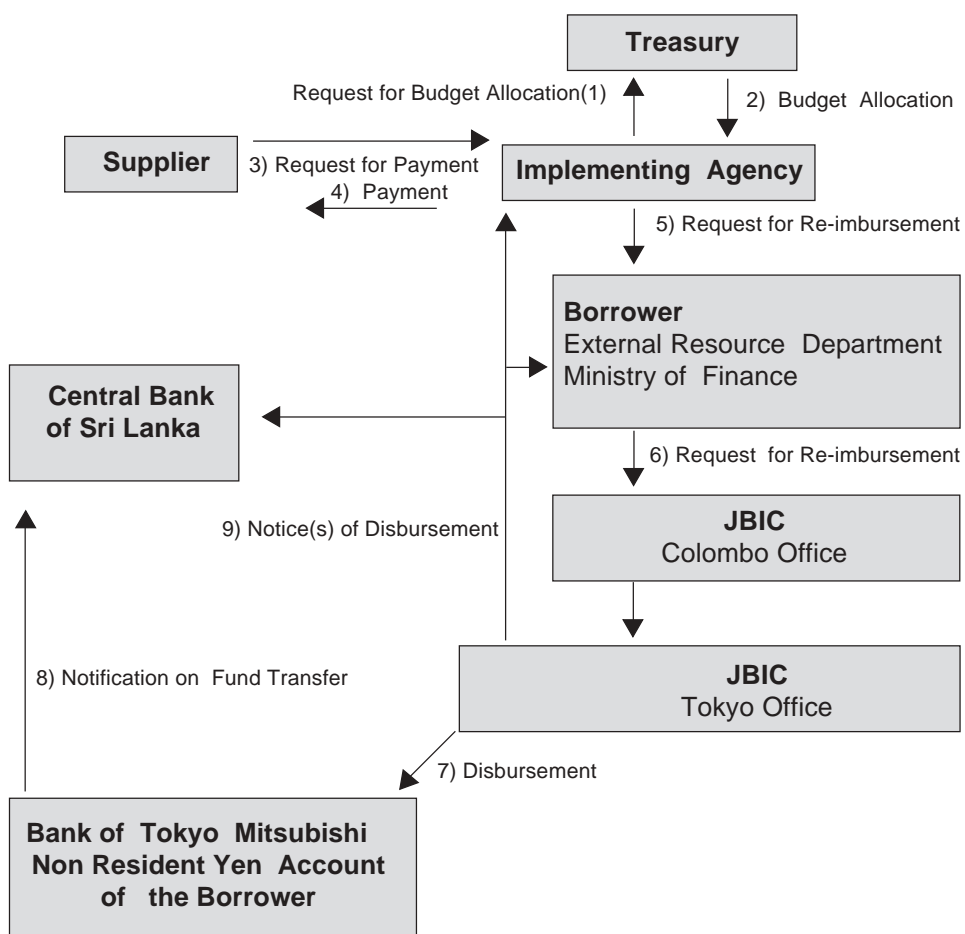 Treasury
Request for Budget Allocation(1)
2) Budget Allocation
Supplier
3) Request for Payment
4) Payment
Implementing Agency
5) Request for Re-imbursement
Borrower
External Resource Department
Ministry of Finance
Central Bank
of Sri Lanka
6) Request for Re-imbursement
9) Notice(s) of Disbursement
JBIC
Colombo Office
8) Notification on Fund Transfer
JBIC
Tokyo Office
7) Disbursement
Bank of Tokyo Mitsubishi
Non Resident Yen Account
of the Borrower